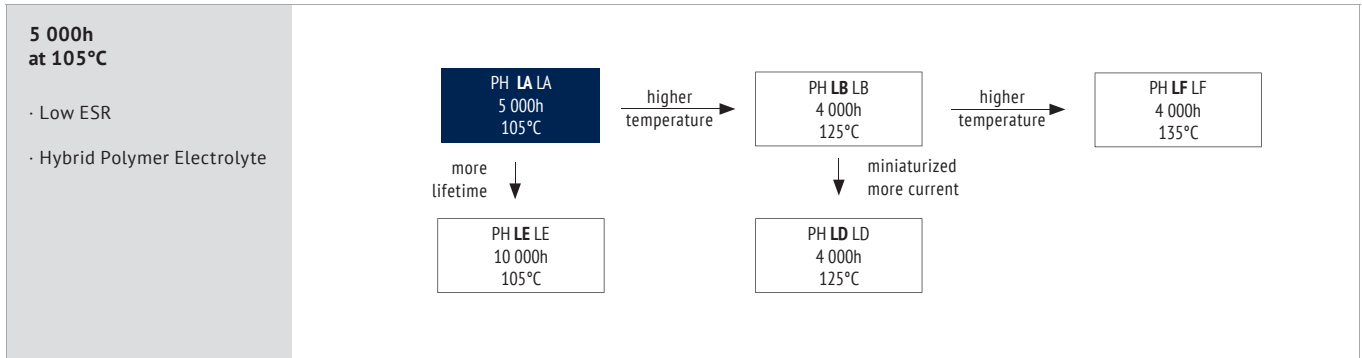 5 000h
at 105°C
· Low ESR
· Hybrid Polymer Electrolyte
PH LA LA
5 000h
105°C
higher
temperature
PH LB LB
4 000h
125°C
higher
temperature
PH LF LF
4 000h
135°C
more
lifetime
miniaturized
more current
PH LE LE
10 000h
105°C
PH LD LD
4 000h
125°C